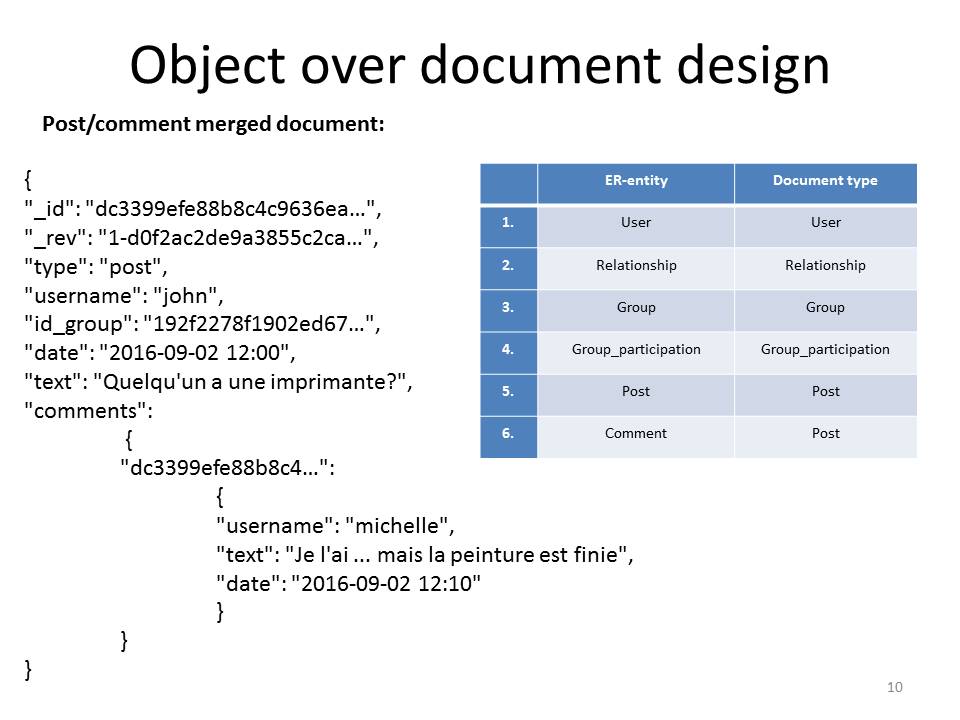 Object over document design
Post/comment merged document:
{
"_id": "dc3399efe88b8c4c9636ea…",
"_rev": "1-d0f2ac2de9a3855c2ca…",
"type": "post",
"username": "john",
"id_group": "192f2278f1902ed67…",
"date": "2016-09-02 12:00",
"text": "Quelqu'un a une imprimante?",
"comments":
{
"dc3399efe88b8c4…":
{
"username": "michelle",
"text": "Je l'ai ... mais la peinture est finie",
"date": "2016-09-02 12:10"
}
}
}
ER-entity Document type
1. User User
2. Relationship Relationship
3. Group Group
4. Group_participation Group_participation
5. Post Post
6. Comment Post
10